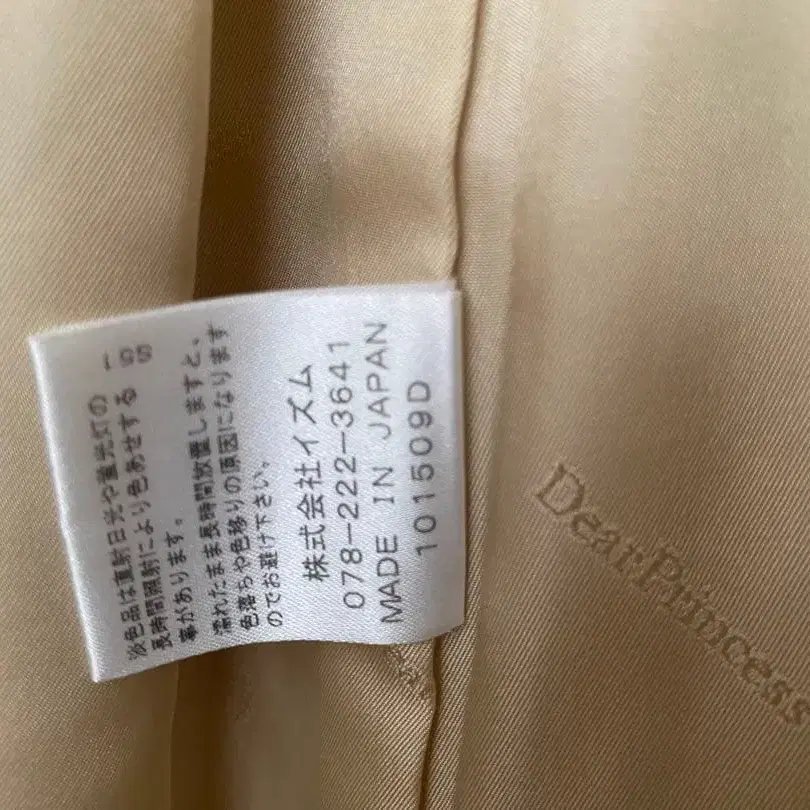 淡色品は直射日光や蛍光灯の
長時間照射により色あせする
事があります。
濡れたまま長時間放置しますと、
色落ちや色移りの原因になります
のでお避け下さい。
株式会社イズム
078-222-3641
MADE IN JAPAN
101509D
DearPrincess